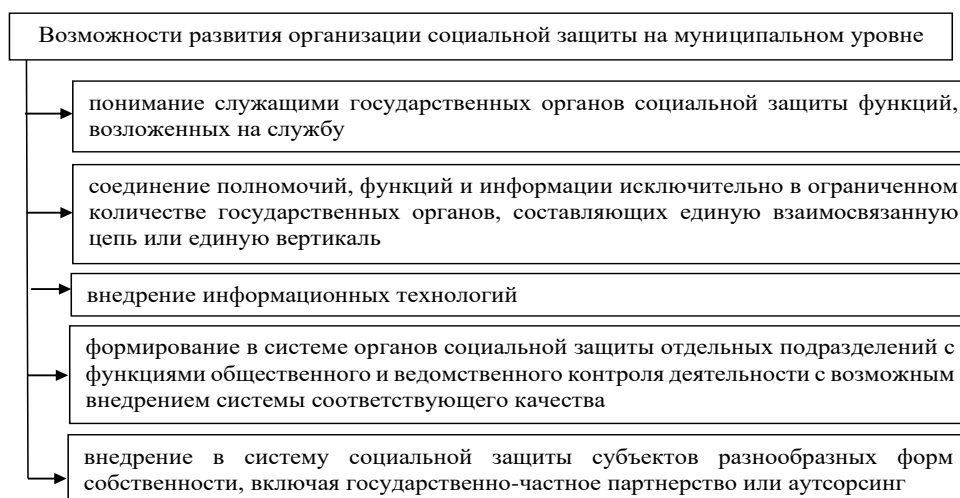 Возможности развития организации социальной защиты на муниципальном уровне
понимание служащими государственных органов социальной защиты функций,
возложенных на службу
соединение полномочий, функций и информации исключительно в ограниченном
количестве государственных органов, составляющих единую взаимосвязанную
цепь или единую вертикаль
внедрение информационных технологий
формирование в системе органов социальной защиты отдельных подразделений с
функциями общественного и ведомственного контроля деятельности с возможным
внедрением системы соответствующего качества
внедрение в систему социальной защиты субъектов разнообразных форм
собственности, включая государственно-частное партнерство или аутсорсинг